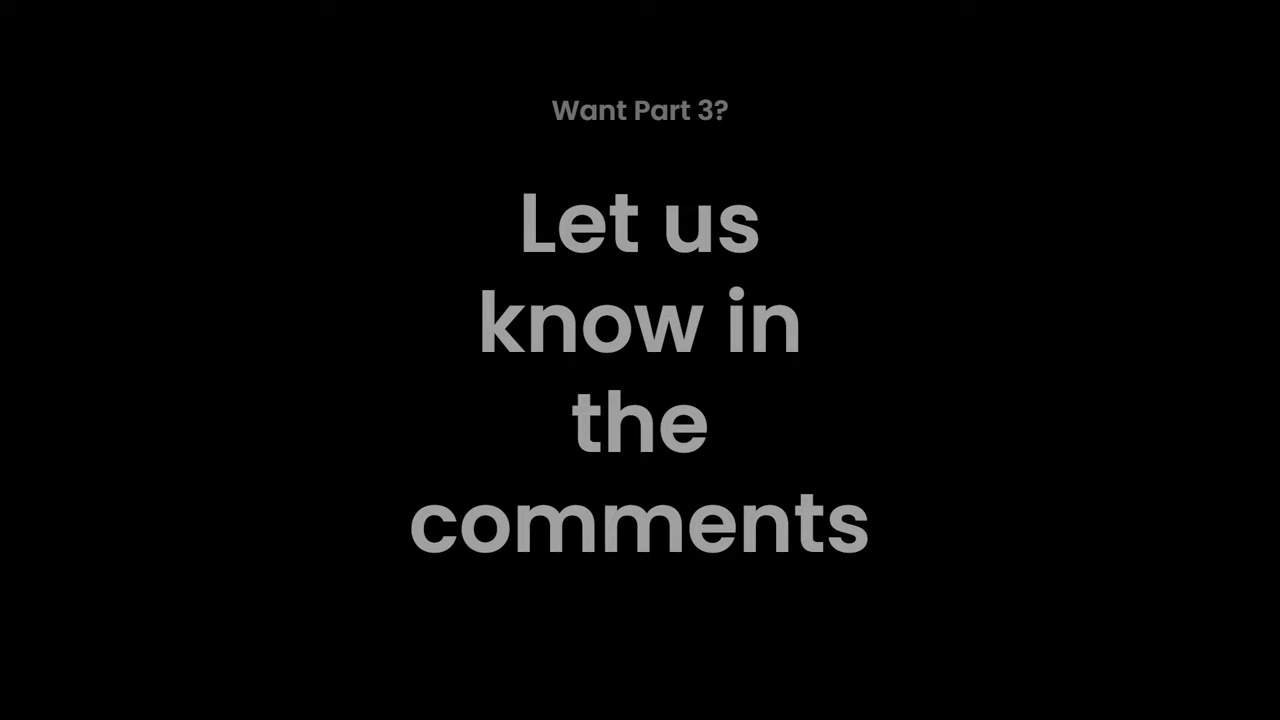 Want Part 3?
Let us
know in
the
comments